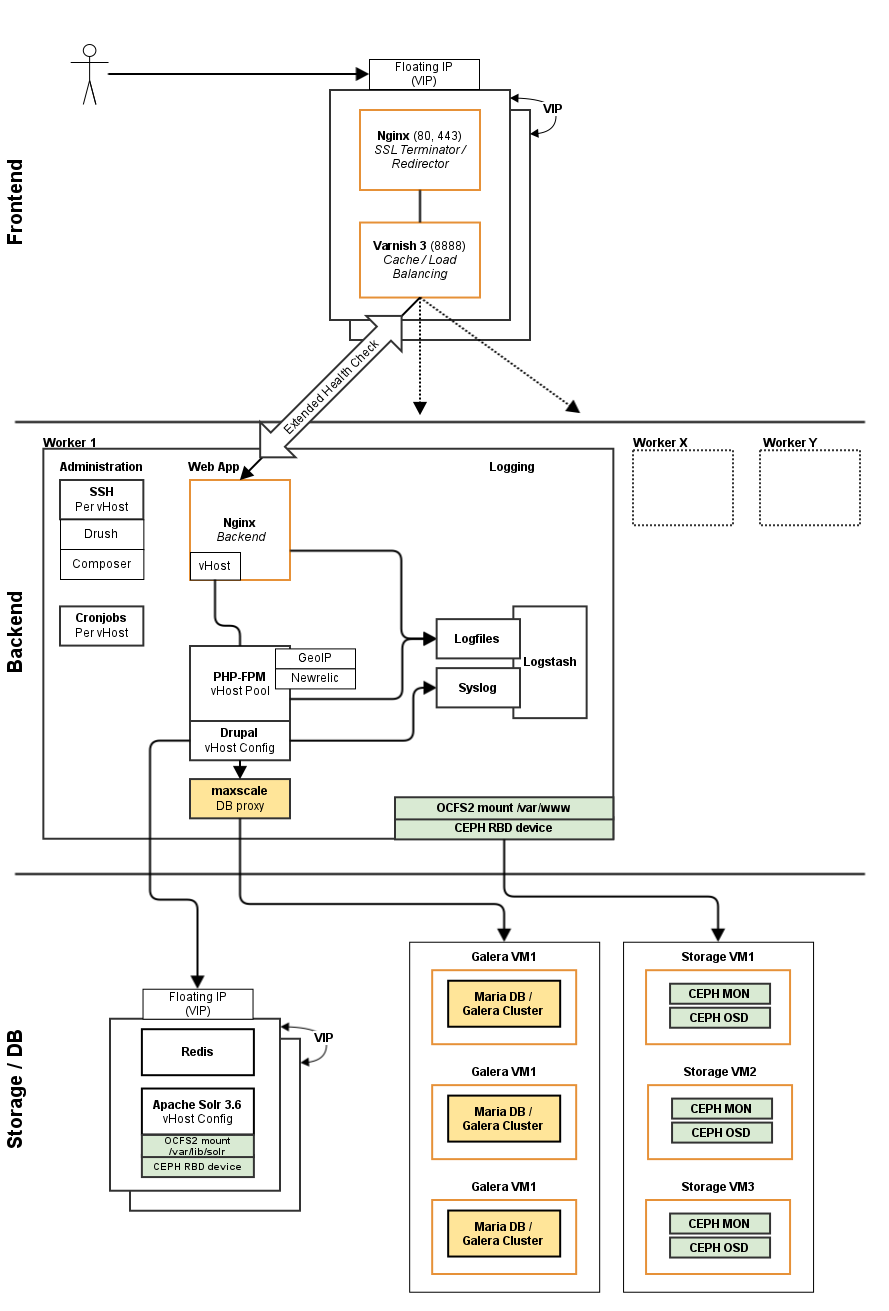 Floating IP
(VIP)
VIP
Nginx (80, 443)
SSL Terminator /
Redirector
Varnish 3 (8888)
Cache / Load
Balancing
Frontend
Extended Health Check
Worker 1
Worker X
Worker Y
Administration
Web App
Logging
SSH
Per vHost
Drush
Composer
Nginx
Backend
vHost
Cronjobs
Per vHost
Backend
PHP-FPM
vHost Pool
GeoIP
Newrelic
Logfiles
Logstash
Syslog
Drupal
vHost Config
maxscale
DB proxy
OCFS2 mount /var/www
CEPH RBD device
Storage / DB
Floating IP
(VIP)
VIP
Redis
Apache Solr 3.6
vHost Config
OCFS2 mount
/var/lib/solr
CEPH RBD device
Galera VM1
Maria DB /
Galera Cluster
Galera VM1
Maria DB /
Galera Cluster
Galera VM1
Maria DB /
Galera Cluster
Storage VM1
CEPH MON
CEPH OSD
Storage VM2
CEPH MON
CEPH OSD
Storage VM3
CEPH MON
CEPH OSD